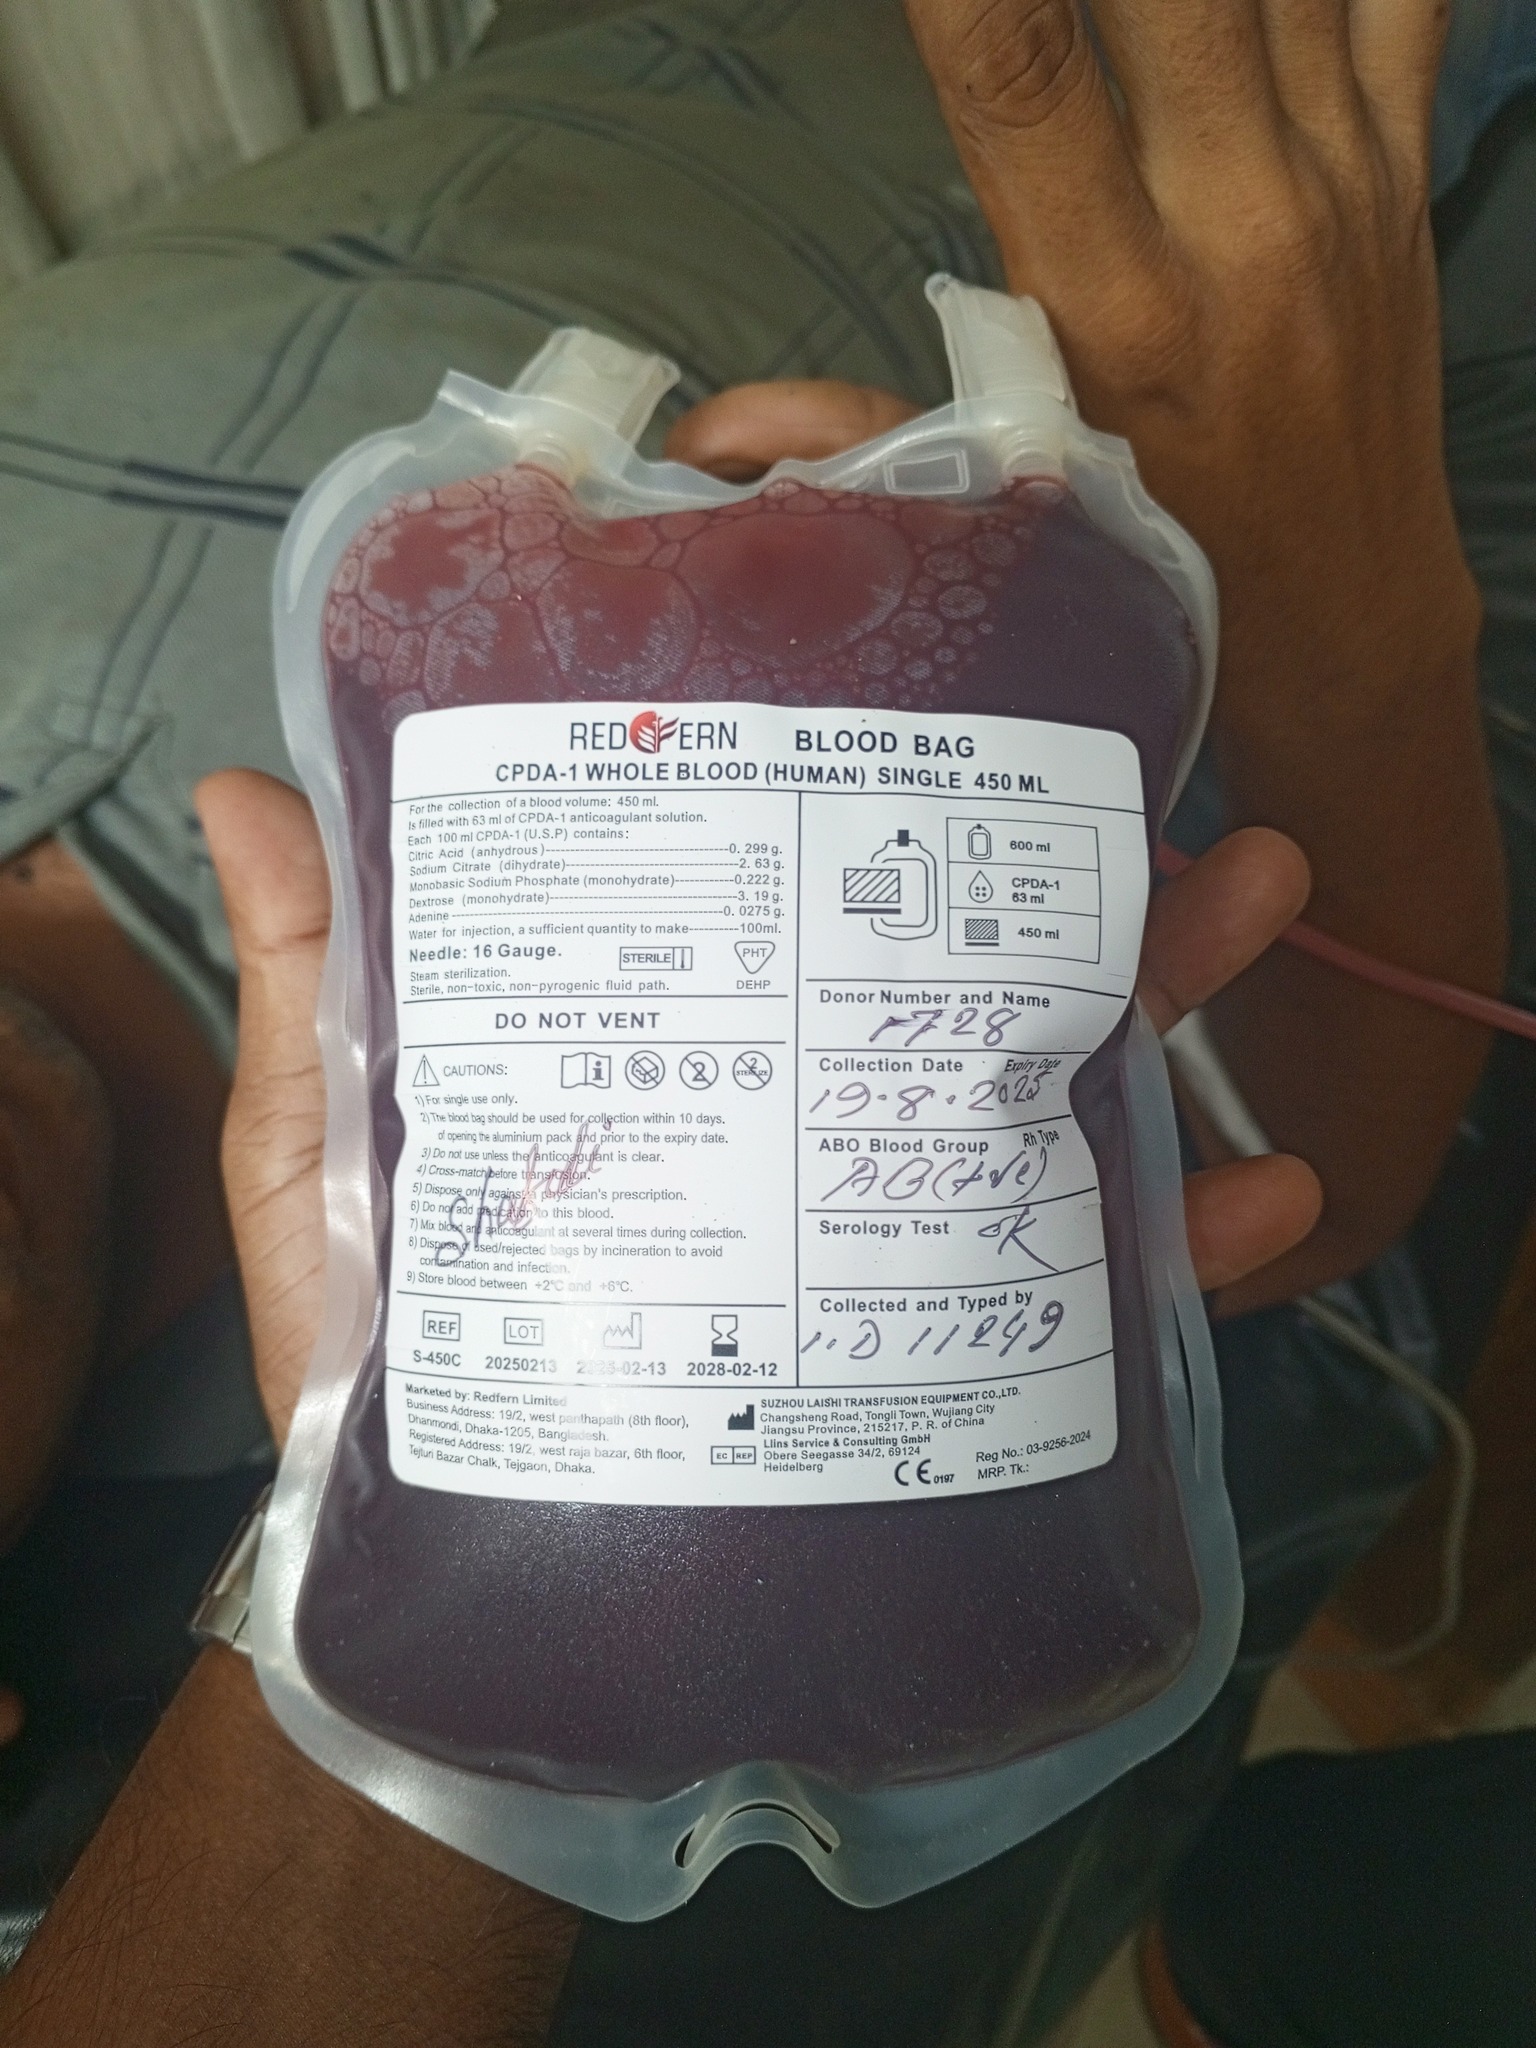 REDFERN BLOOD BAG
CPDA-1 WHOLE BLOOD (HUMAN) SINGLE 450 ML
For the collection of a blood volume: 450 ml.
Is filled with 63 ml of CPDA-1 anticoagulant solution.
Each 100 ml CPDA-1 (U.S.P) contains:
Citric Acid (anhydrous)------------0. 299 g.
Sodium Citrate (dihydrate)------------2. 63 g.
Monobasic Sodium Phosphate (monohydrate)------------0.222 g.
Dextrose (monohydrate)------------3. 19 g.
Adenine------------0. 0275 g.
Water for injection, a sufficient quantity to make----------100ml.
Needle: 16 Gauge.
STERILE
PHT
DEHP
Steam sterilization.
Sterile, non-toxic, non-pyrogenic fluid path.
DO NOT VENT
CAUTIONS:
i
2
2
STERILIZE
1) For single use only.
2) The blood bag should be used for collection within 10 days.
of opening the aluminium pack and prior to the expiry date.
3) Do not use unless the anticoagulant is clear.
4) Cross-match before transfusion.
5) Dispose only against a physician's prescription.
6) Do not add medication to this blood.
7) Mix blood and anticoagulant at several times during collection.
8) Dispose of used/rejected bags by incineration to avoid
contamination and infection.
9) Store blood between +2°C and +6°C.
REF
S-450C
LOT
20250213
2025-02-13
2028-02-12
600 ml
CPDA-1
63 ml
450 ml
Donor Number and Name
728
Collection Date Expiry Date
19.8.2025
ABO Blood Group Rh Type
AB(+ve)
Serology Test OK
Collected and Typed by
11249
Marketed by: Redfern Limited
Business Address: 19/2, west panthapath (8th floor),
Dhanmondi, Dhaka-1205, Bangladesh.
Registered Address: 19/2, west raja bazar, 6th floor,
Tejturi Bazar Chalk, Tejgaon, Dhaka.
SUZHOU LAISHI TRANSFUSION EQUIPMENT CO.,LTD.
Changsheng Road, Tongli Town, Wujiang City
Jiangsu Province, 215217, P. R. of China
EC REP
Llins Service & Consulting GmbH
Obere Seegasse 34/2, 69124
Heidelberg
CE 0197
Reg No.: 03-9256-2024
MRP. Tk.: